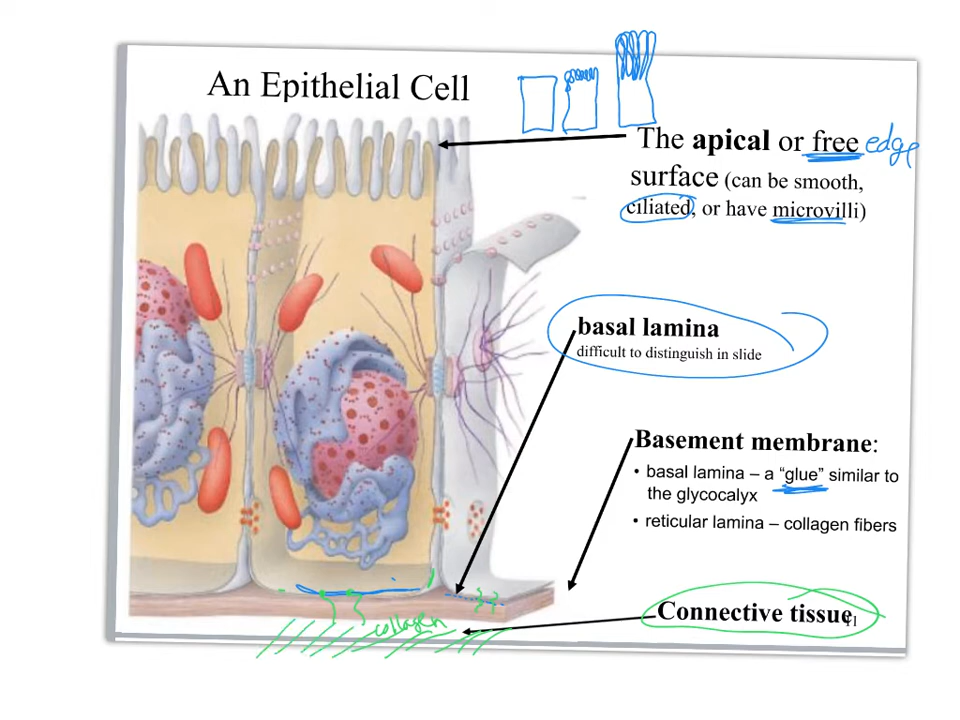 An Epithelial Cell
The apical or free edge
surface (can be smooth,
ciliated, or have microvilli)
basal lamina
difficult to distinguish in slide
Basement membrane:
• basal lamina – a “glue” similar to
the glycocalyx
• reticular lamina – collagen fibers
Connective tissue
collagen